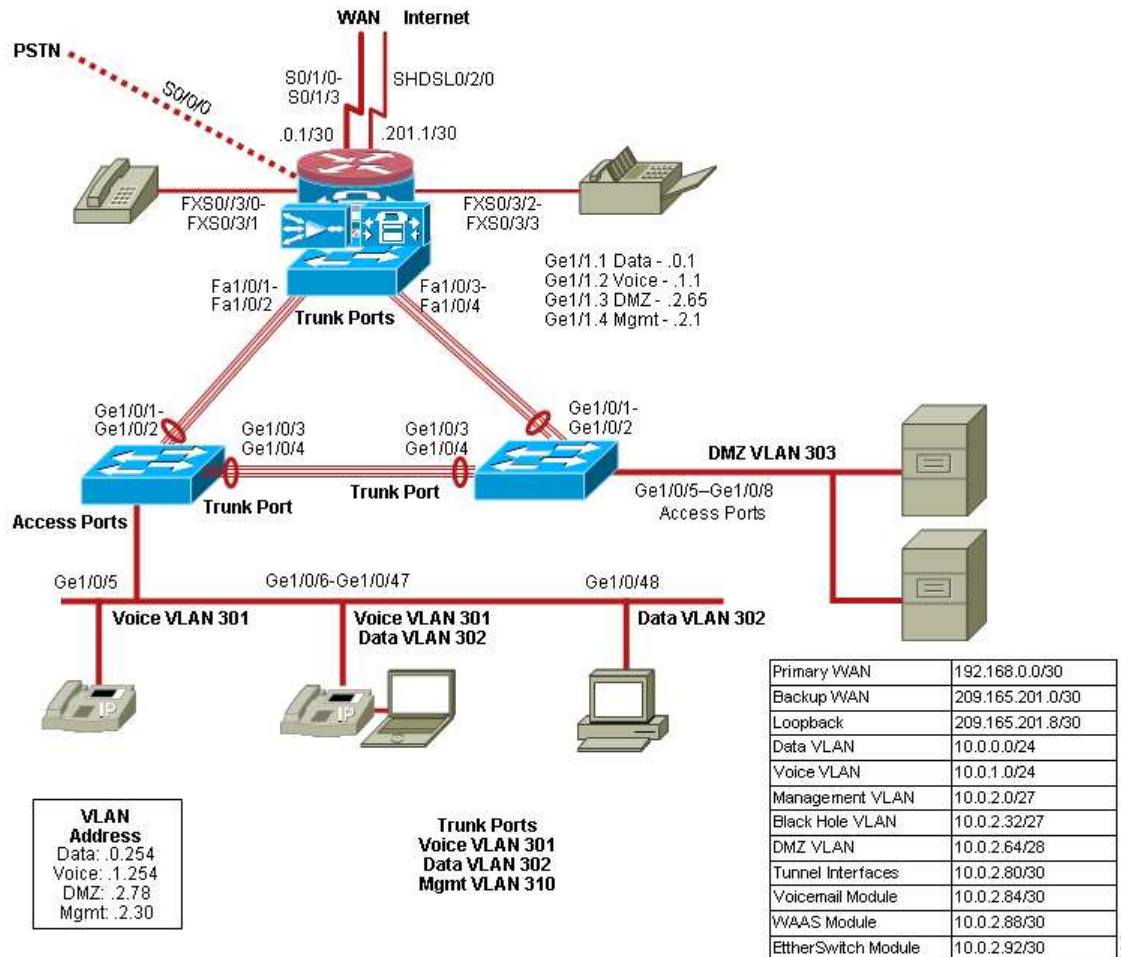 WAN Internet
PSTN
S0/0/0
S0/1/0-
S0/1/3
SHDSL0/2/0
.0.1/30
.201.1/30
FXS0//3/0-
FXS0/3/1
FXS0/3/2-
FXS0/3/3
Ge1/1.1 Data - .0.1
Ge1/1.2 Voice - .1.1
Ge1/1.3 DMZ - .2.65
Ge1/1.4 Mgmt - .2.1
Fa1/0/1-
Fa1/0/2
Fa1/0/3-
Fa1/0/4
Trunk Ports
Ge1/0/1-
Ge1/0/2
Ge1/0/3
Ge1/0/4
Ge1/0/3
Ge1/0/4
Ge1/0/1-
Ge1/0/2
DMZ VLAN 303
Ge1/0/5–Ge1/0/8
Access Ports
Trunk Port
Trunk Port
Access Ports
Ge1/0/5
Ge1/0/6-Ge1/0/47
Ge1/0/48
Voice VLAN 301
Voice VLAN 301
Data VLAN 302
Data VLAN 302
IP
IP
VLAN
Address
Data: .0.254
Voice: .1.254
DMZ: .2.78
Mgmt: .2.30
Trunk Ports
Voice VLAN 301
Data VLAN 302
Mgmt VLAN 310
Primary WAN 192.168.0.0/30
Backup WAN 209.165.201.0/30
Loopback 209.165.201.8/30
Data VLAN 10.0.0.0/24
Voice VLAN 10.0.1.0/24
Management VLAN 10.0.2.0/27
Black Hole VLAN 10.0.2.32/27
DMZ VLAN 10.0.2.64/28
Tunnel Interfaces 10.0.2.80/30
Voicemail Module 10.0.2.84/30
WAAS Module 10.0.2.88/30
EttherSwitch Module 10.0.2.92/30